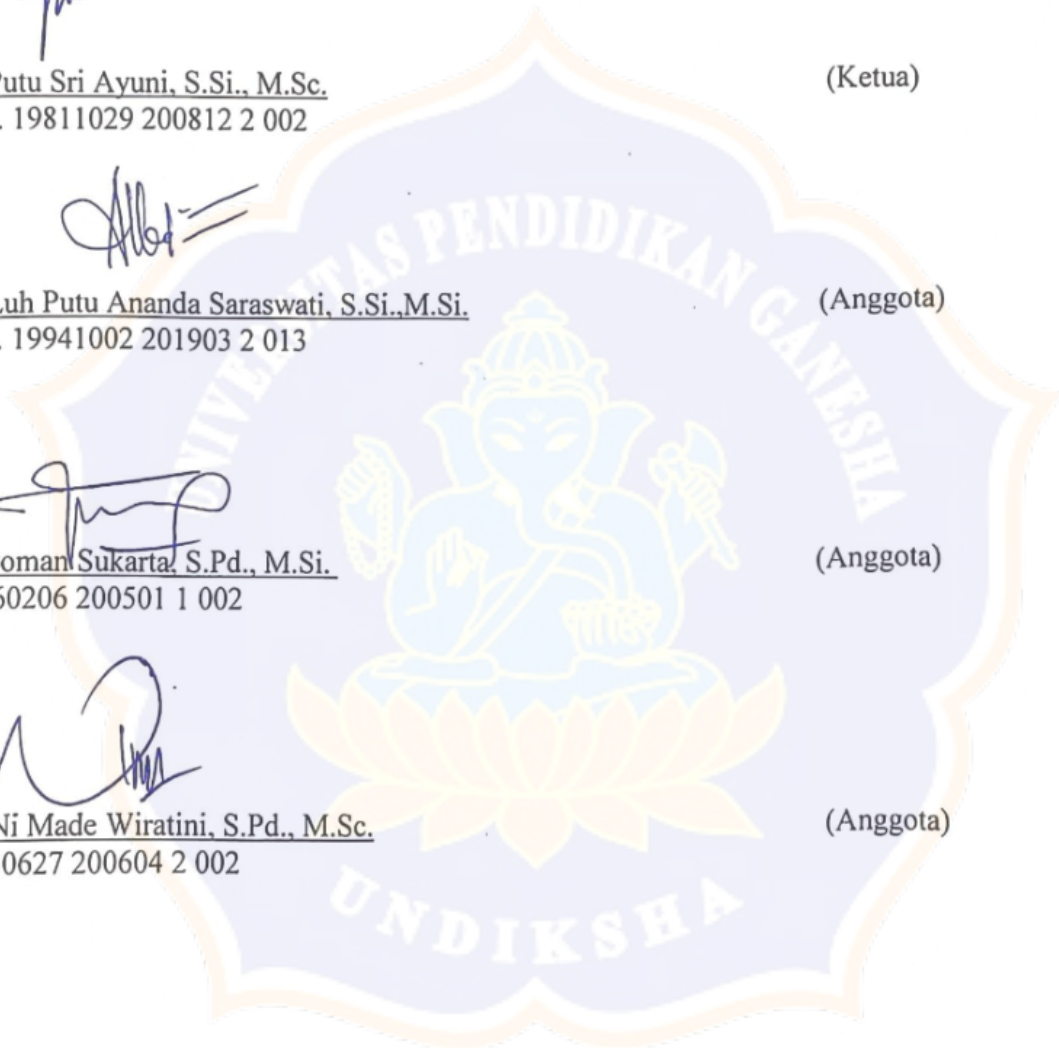 Putu Sri Ayuni, S.Si., M.Sc. (Ketua)
. 19811029 200812 2 002
UNIVERSITAS PENDIDIKAN GANESHA
Luh Putu Ananda Saraswati, S.Si.,M.Si. (Anggota)
. 19941002 201903 2 013
oman Sukarta, S.Pd., M.Si. (Anggota)
60206 200501 1 002
Ni Made Wiratini, S.Pd., M.Sc. (Anggota)
0627 200604 2 002
UNDIKSHA